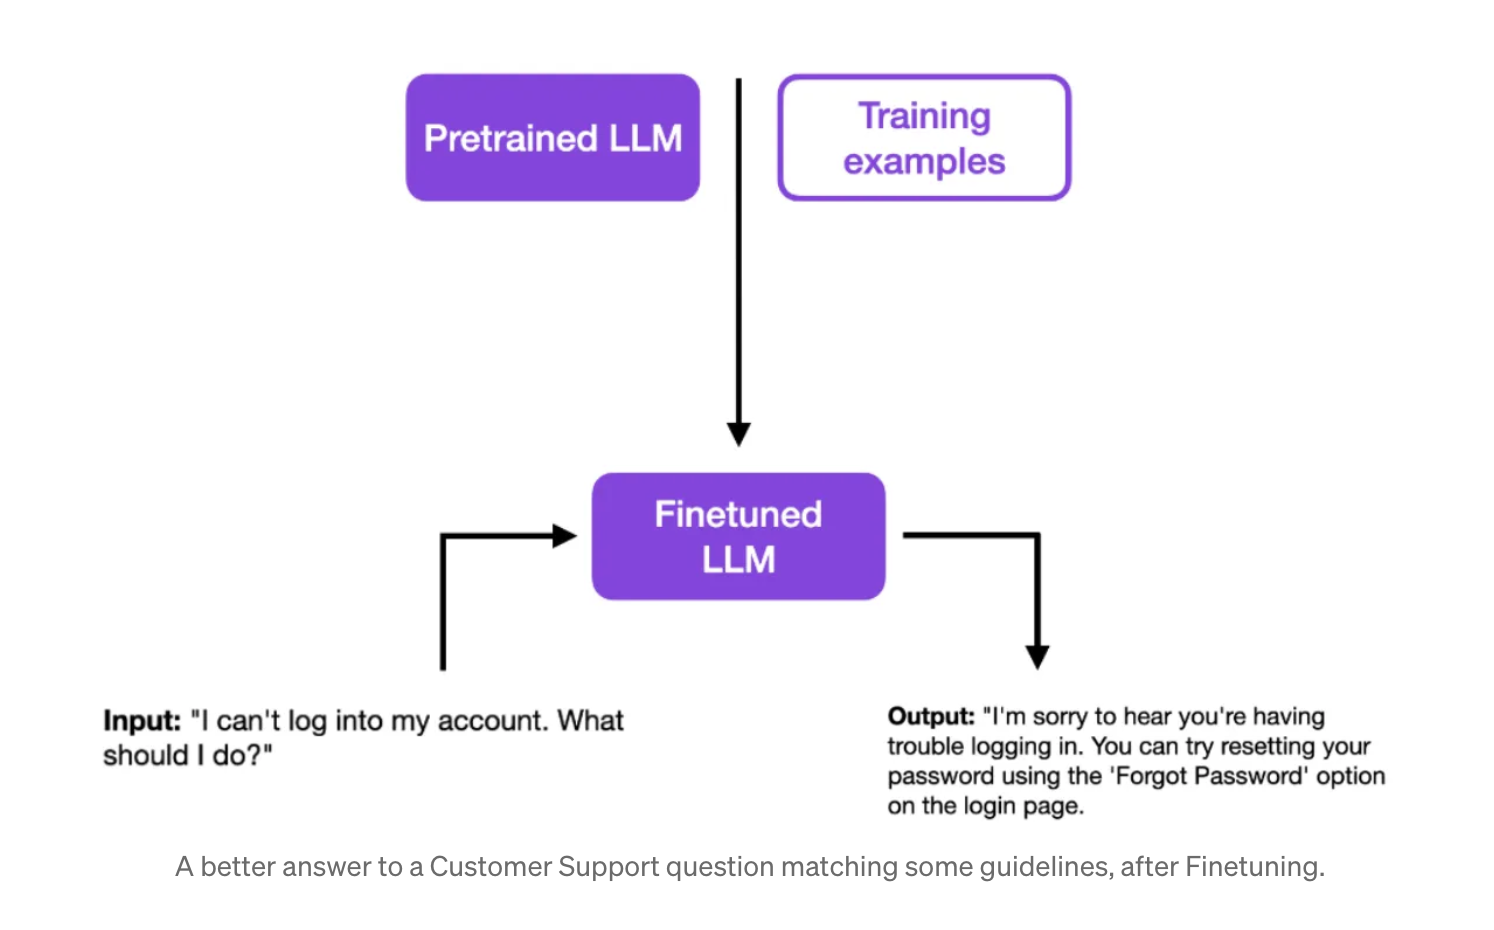 Pretrained LLM
Training
examples
Finetuned
LLM
Input: "I can't log into my account. What
should I do?"
Output: "I'm sorry to hear you're having
trouble logging in. You can try resetting your
password using the 'Forgot Password' option
on the login page.
A better answer to a Customer Support question matching some guidelines, after Finetuning.